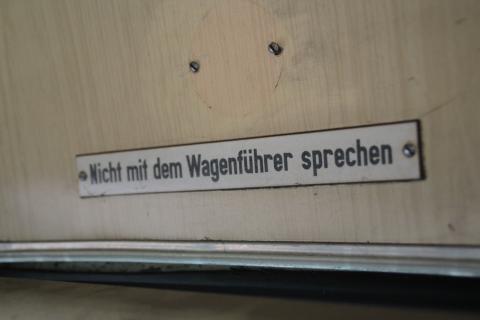 Nicht mit dem Wagenführer sprechen